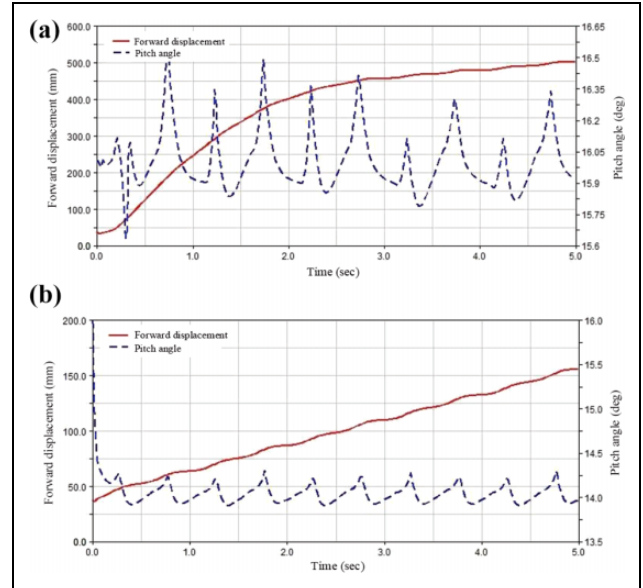 (a)
Forward displacement
Pitch angle
Forward displacement (mm)
600.0
500.0
400.0
300.0
200.0
100.0
0.0
16.65
16.5
16.35
16.2
16.05
15.9
15.75
15.6
Pitch angle (deg)
0.0 1.0 2.0 3.0 4.0 5.0
Time (sec)
(b)
Forward displacement
Pitch angle
Forward displacement (mm)
200.0
150.0
100.0
50.0
0.0
16.0
15.5
15.0
14.5
14.0
13.5
Pitch angle (deg)
0.0 1.0 2.0 3.0 4.0 5.0
Time (sec)